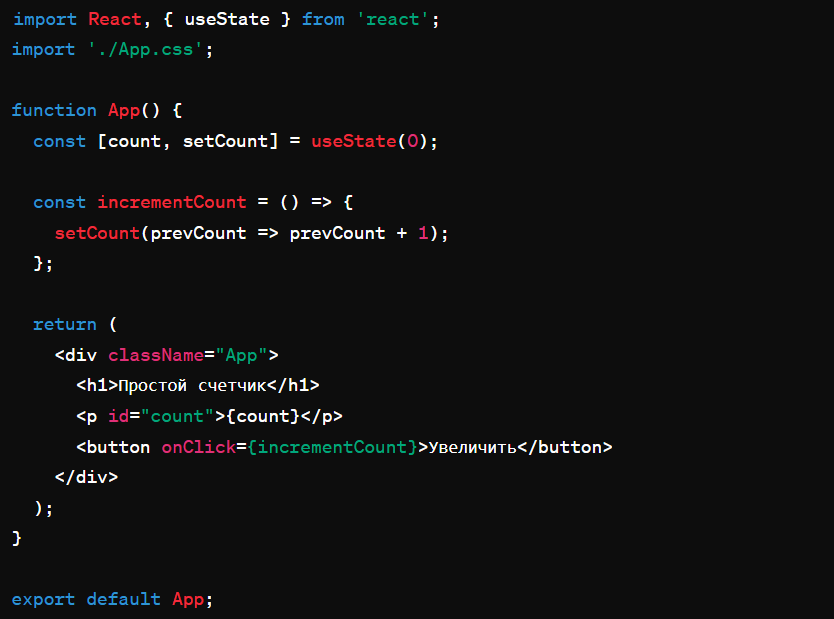 import React, { useState } from 'react';
import './App.css';

function App() {
  const [count, setCount] = useState(0);

  const incrementCount = () => {
    setCount(prevCount => prevCount + 1);
  };

  return (
    <div className="App">
      <h1>Простой счетчик</h1>
      <p id="count">{count}</p>
      <button onClick={incrementCount}>Увеличить</button>
    </div>
  );
}

export default App;